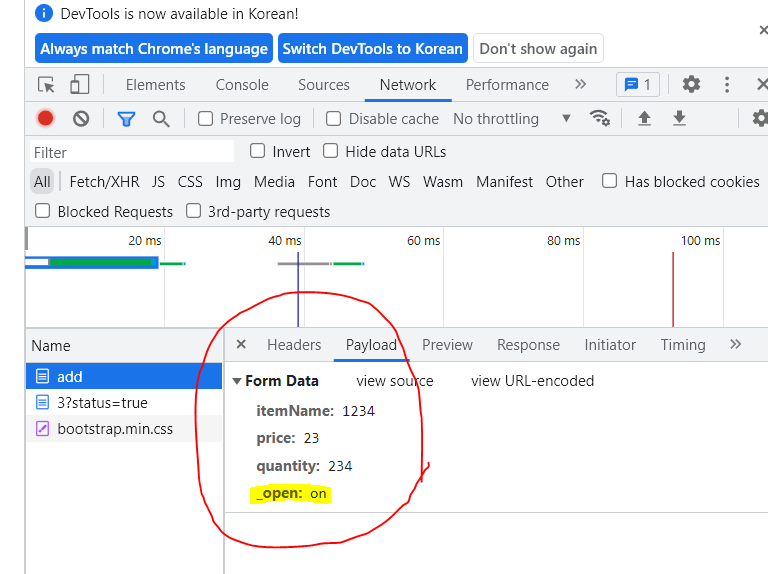 DevTools is now available in Korean!
Always match Chrome's language Switch DevTools to Korean Don't show again
Elements Console Sources Network Performance 1
Preserve log Disable cache No throttling
Filter Invert Hide data URLs
All Fetch/XHR JS CSS Img Media Font Doc WS Wasm Manifest Other Has blocked cookies
Blocked Requests 3rd-party requests
20 ms 40 ms 60 ms 80 ms 100 ms
Name Headers Payload Preview Response Initiator Timing
add
3?status=true
bootstrap.min.css
Form Data view source view URL-encoded
itemName: 1234
price: 23
quantity: 234
_open: on